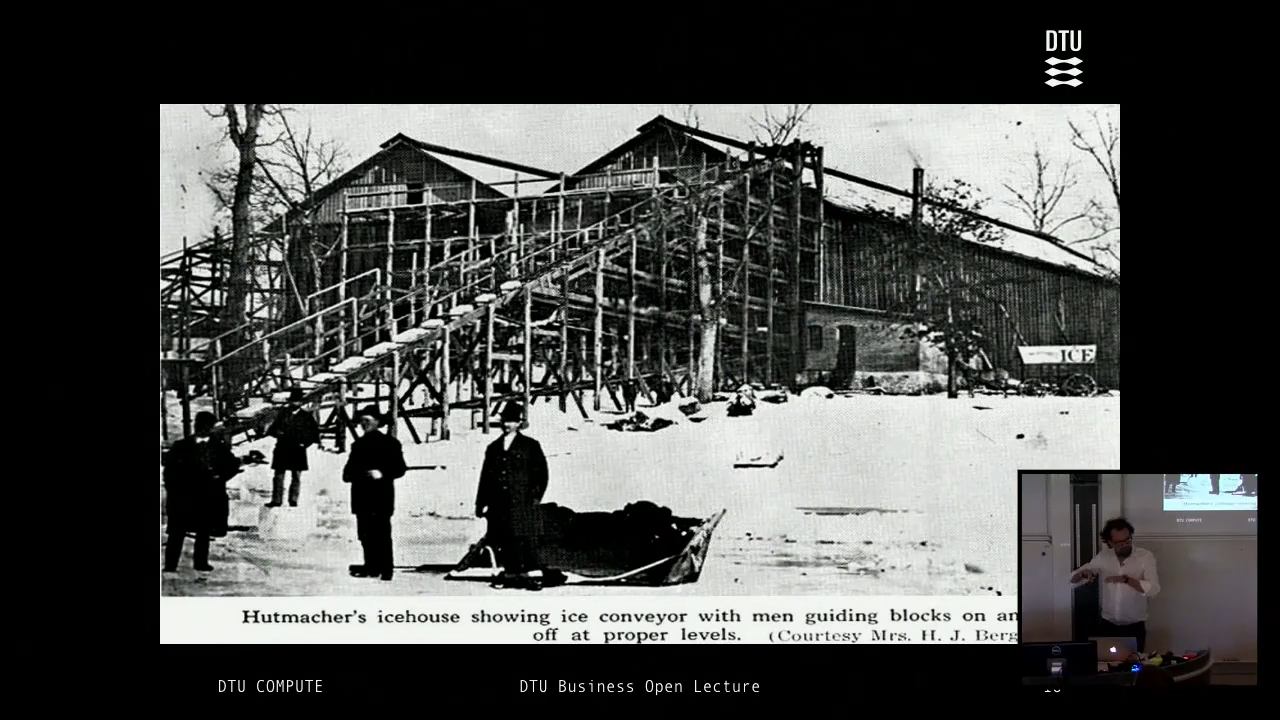 DTU
ICE
Hutmacher's icehouse showing ice conveyor with men guiding blocks on an
off at proper levels. (Courtesy Mrs. H. J. Berg
DTU COMPUTE
DTU Business Open Lecture